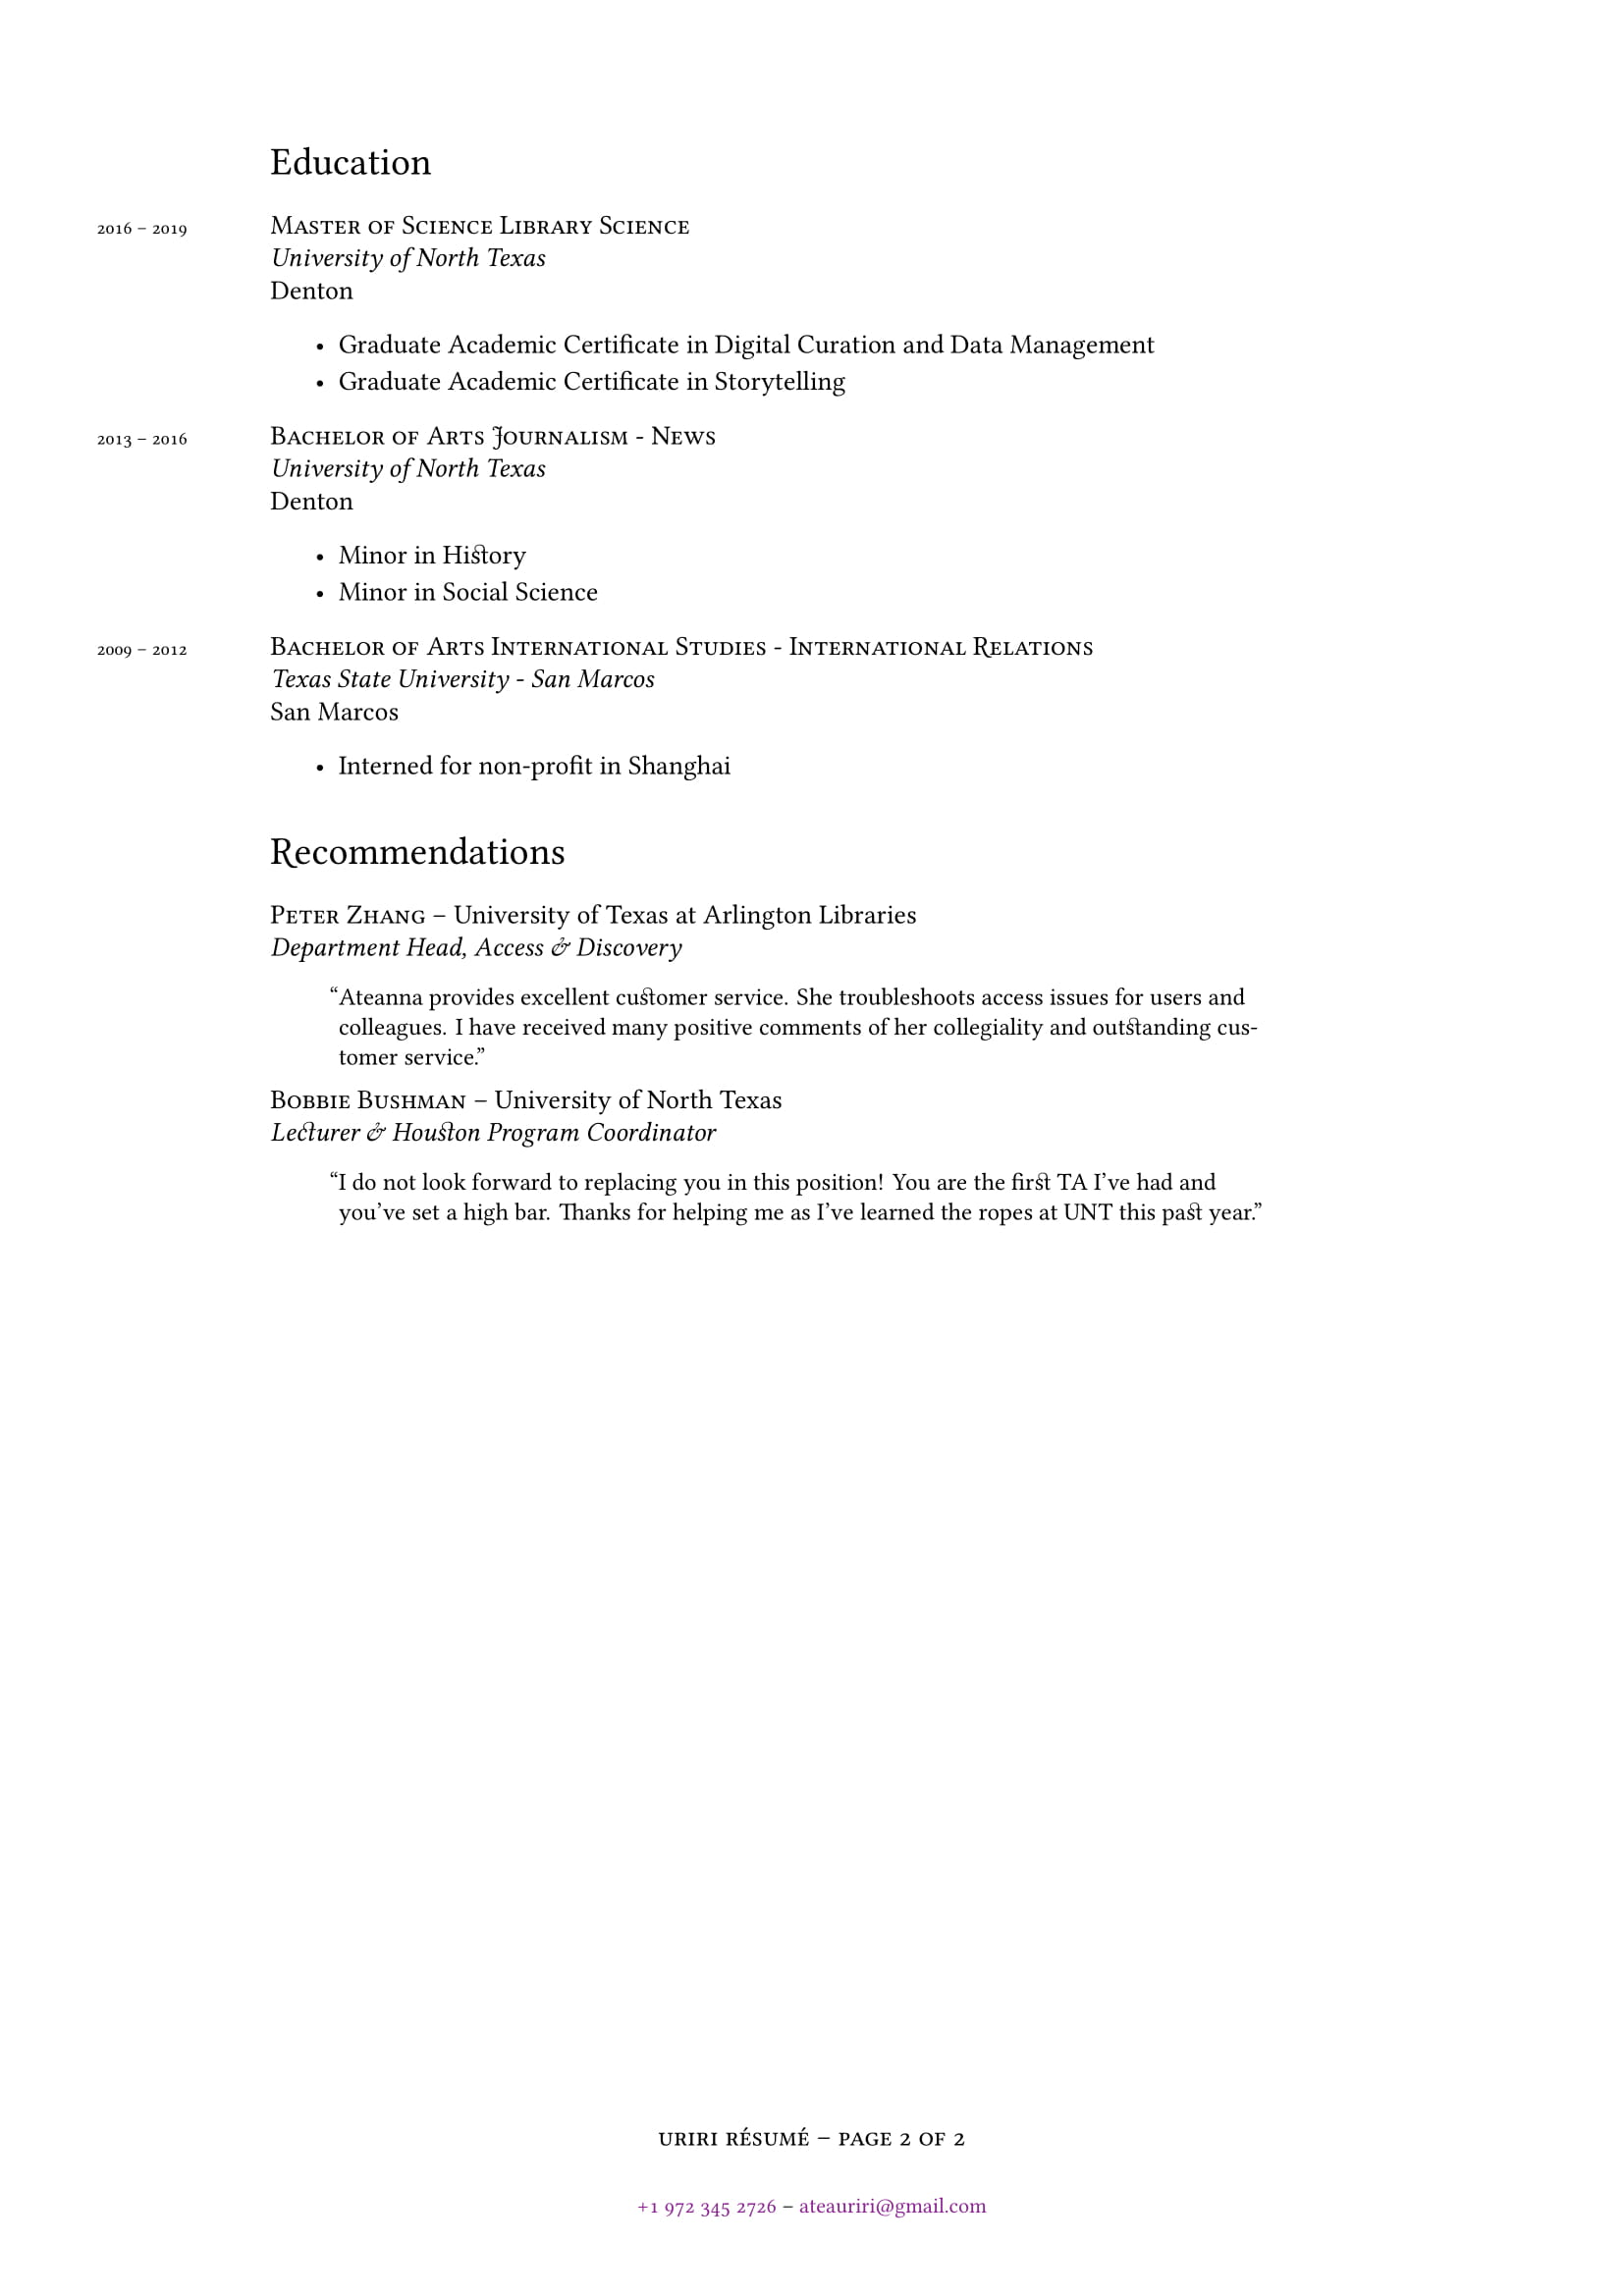 Education
2016 – 2019 Master of Science Library Science
University of North Texas
Denton
• Graduate Academic Certificate in Digital Curation and Data Management
• Graduate Academic Certificate in Storytelling
2013 – 2016 Bachelor of Arts Journalism - News
University of North Texas
Denton
• Minor in History
• Minor in Social Science
2009 – 2012 Bachelor of Arts International Studies - International Relations
Texas State University - San Marcos
San Marcos
• Interned for non-profit in Shanghai
Recommendations
Peter Zhang – University of Texas at Arlington Libraries
Department Head, Access & Discovery
“Ateanna provides excellent customer service. She troubleshoots access issues for users and
colleagues. I have received many positive comments of her collegiality and outstanding cus-
tomer service.”
Bobbie Bushman – University of North Texas
Lecturer & Houston Program Coordinator
“I do not look forward to replacing you in this position! You are the first TA I’ve had and
you’ve set a high bar. Thanks for helping me as I’ve learned the ropes at UNT this past year.”
uriri résumé – page 2 of 2
+1 972 345 2726 – ateauriri@gmail.com